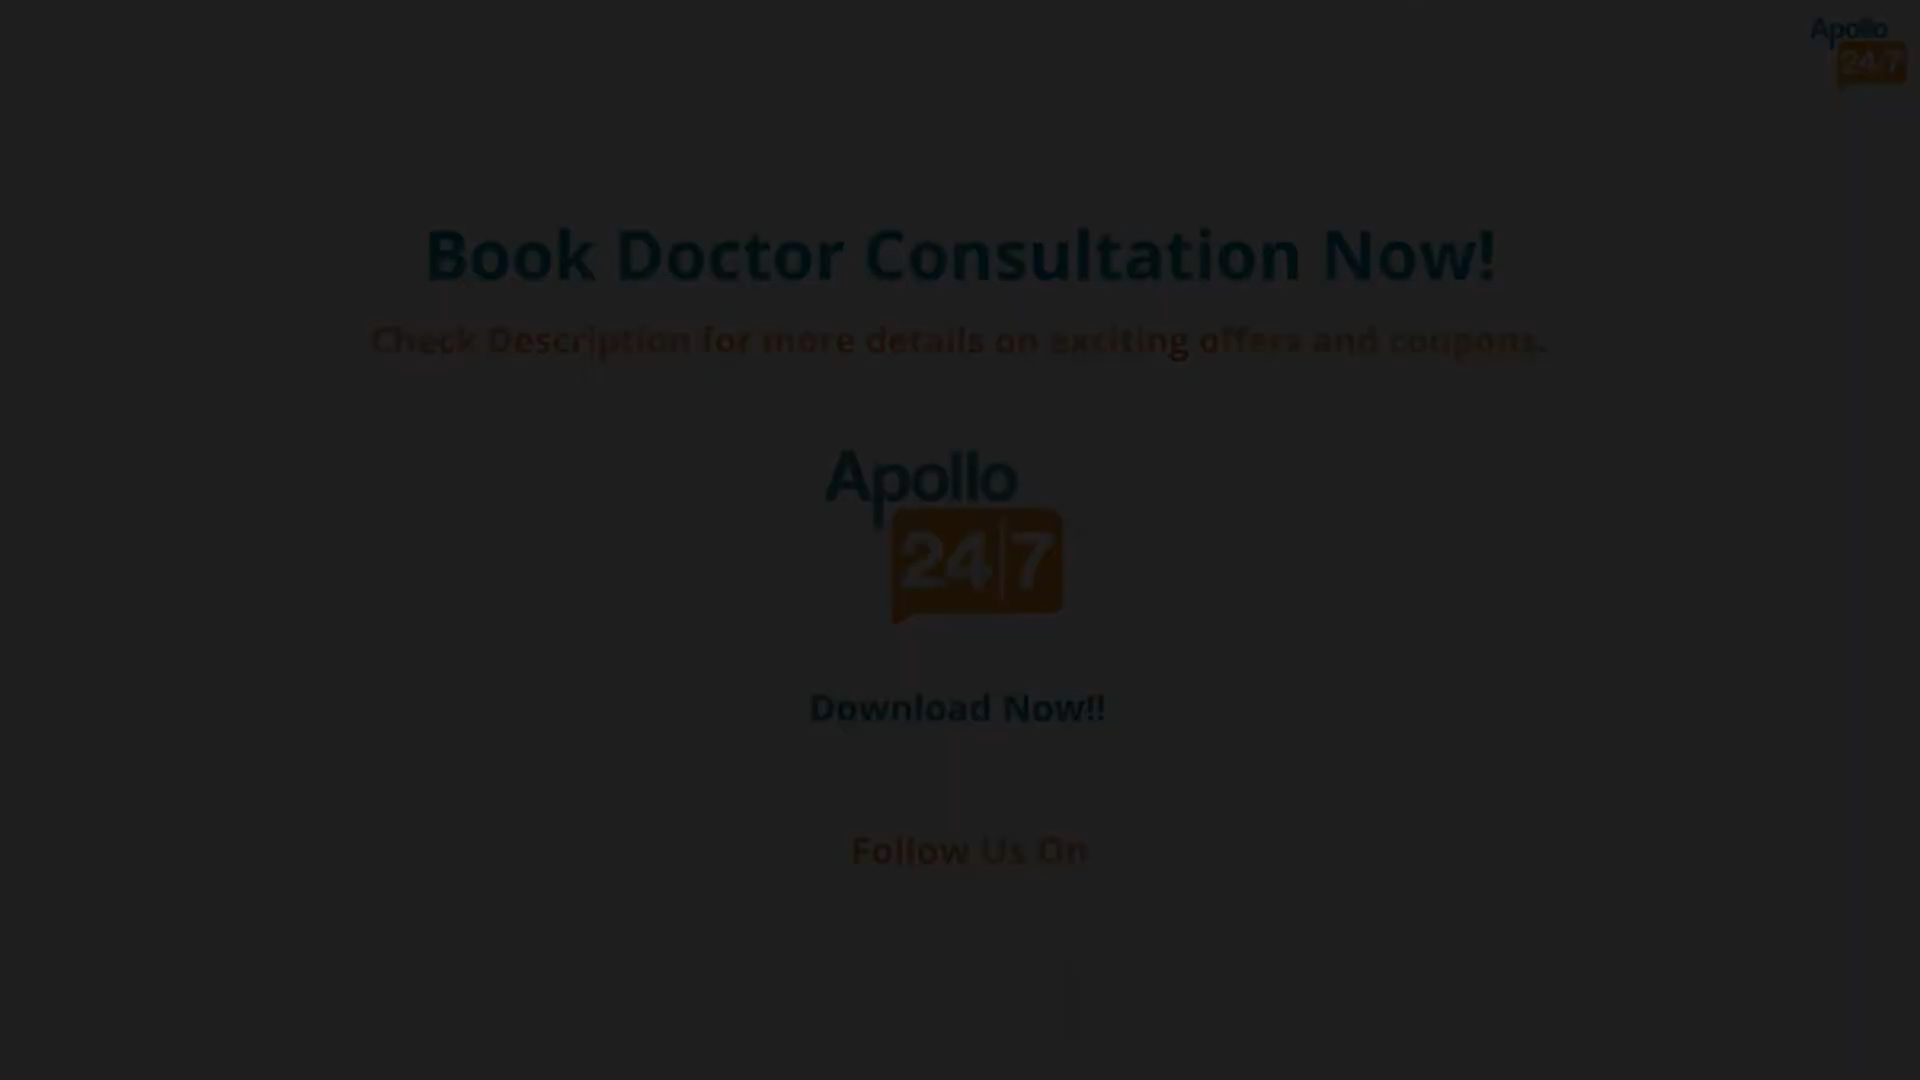 Apollo
24 7
Book Doctor Consultation Now!
Check Description for more details on exciting offers and coupons.
Apollo
24|7
Download Now!!
Follow Us On